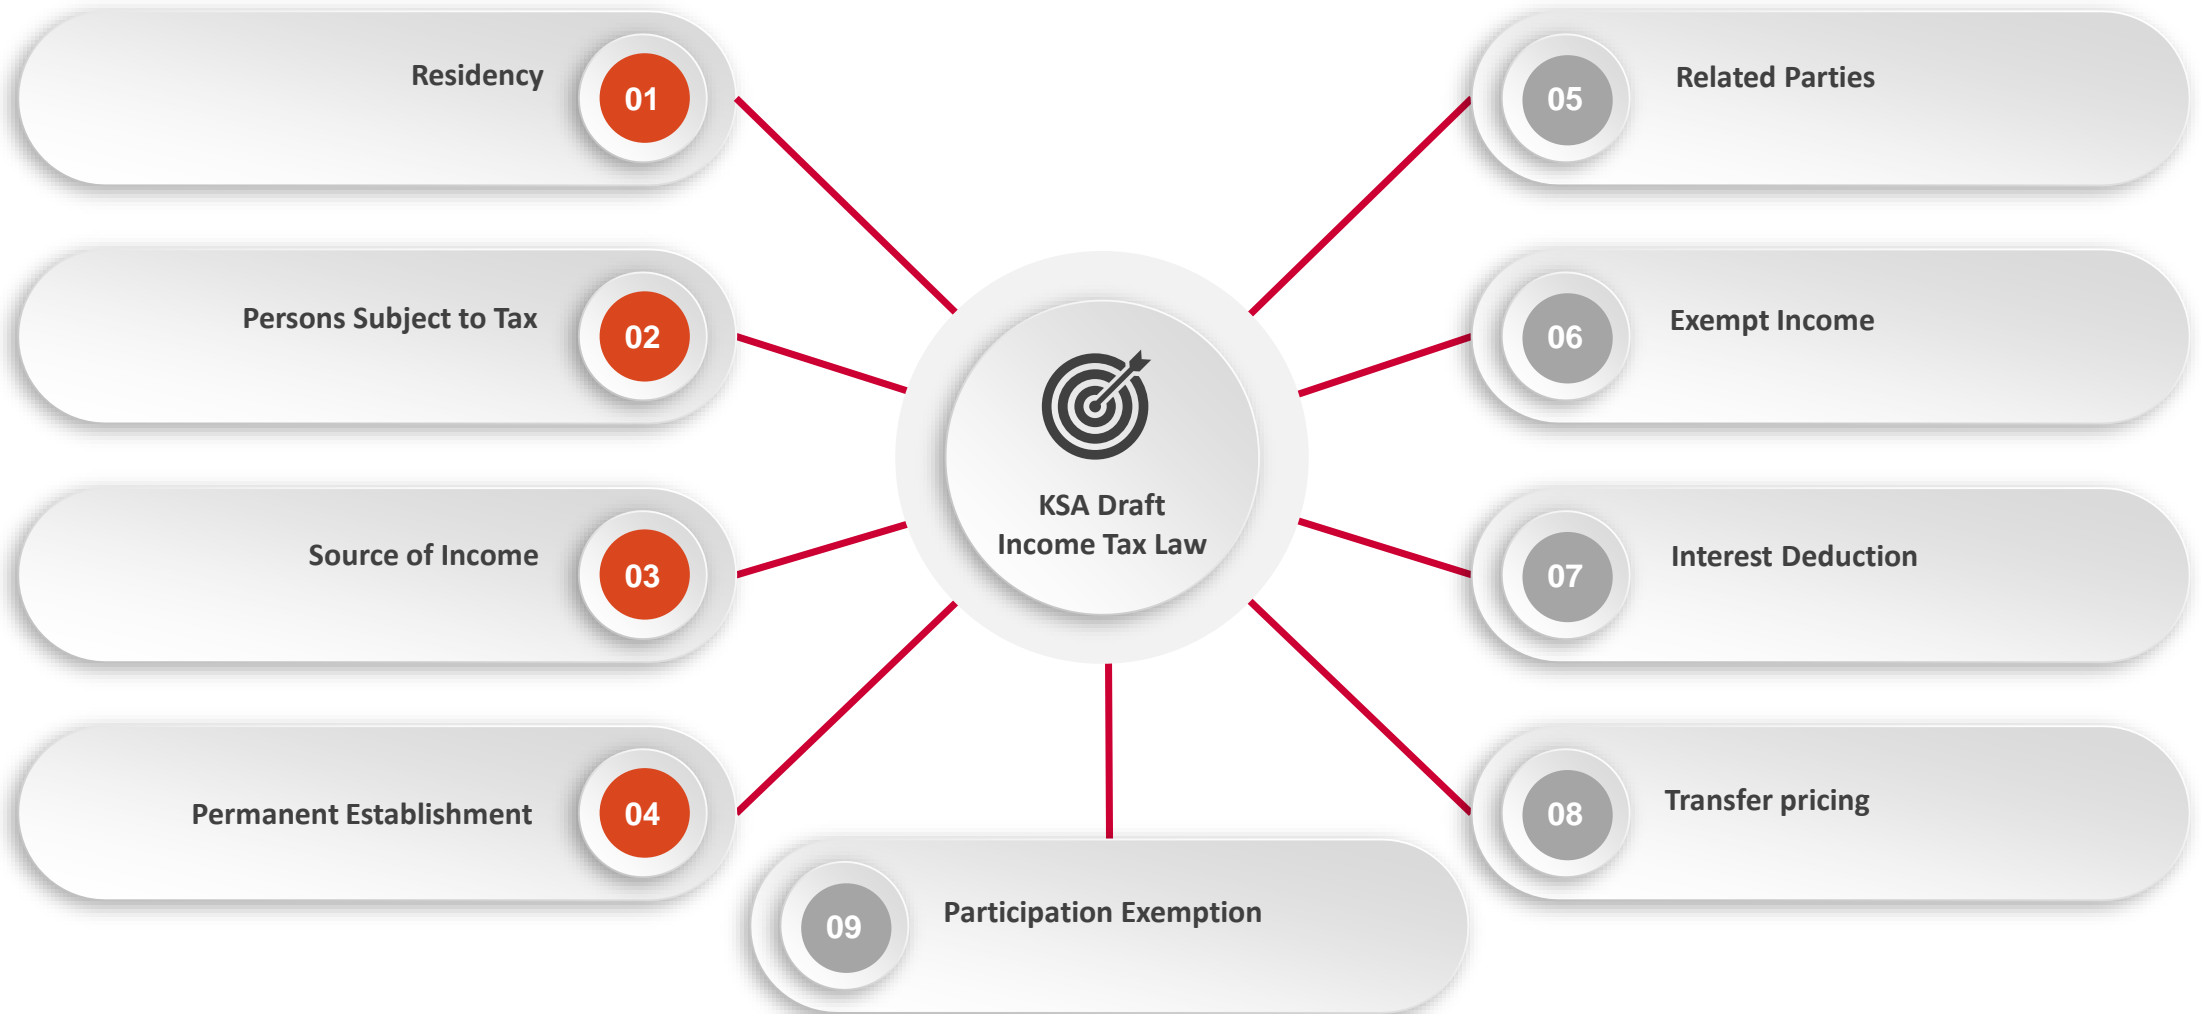 Residency
01
Persons Subject to Tax
02
Source of Income
03
Permanent Establishment
04
KSA Draft
Income Tax Law
05
Related Parties
06
Exempt Income
07
Interest Deduction
08
Transfer pricing
09
Participation Exemption